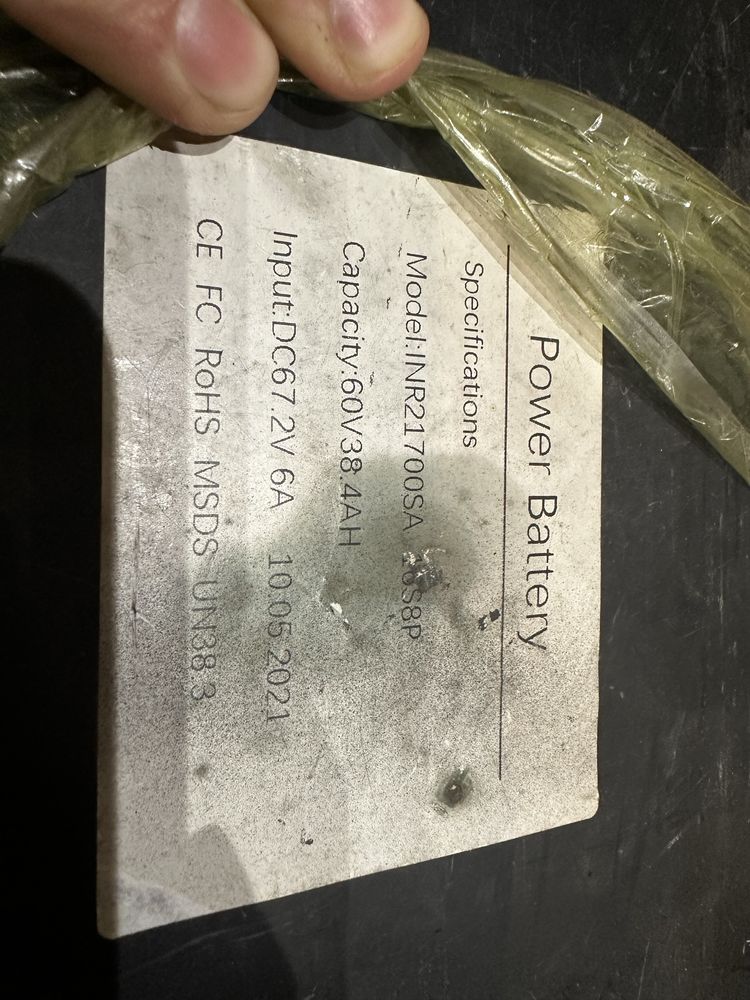 Power Battery
Specifications
Model:INR21700SA 16S8P
Capacity:60V38.4AH
Input:DC67.2V 6A 10.05.2021
CE FC RoHS MSDS UN38.3